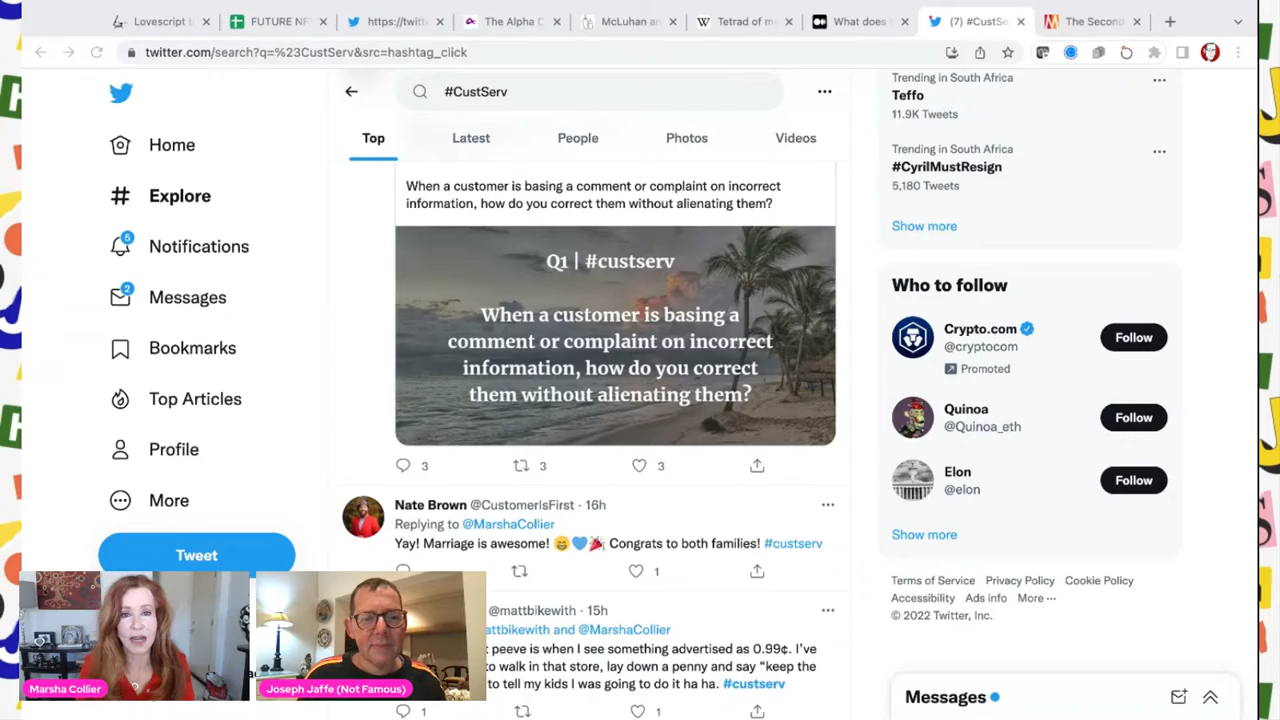 Lovescript b
FUTURE NF
https://twitt
The Alpha C
McLuhan an
Tetrad of m
What does
(7) #CustSe
The Second
twitter.com/search?q=%23CustServ&src=hashtag_click
Home
Explore
5
Notifications
2
Messages
Bookmarks
Top Articles
Profile
More
Tweet
#CustServ
Top
Latest
People
Photos
Videos
When a customer is basing a comment or complaint on incorrect
information, how do you correct them without alienating them?
Q1 | #custserv
When a customer is basing a
comment or complaint on incorrect
information, how do you correct
them without alienating them?
3
3
3
Nate Brown @CustomerIsFirst · 16h
Replying to @MarshaCollier
Yay! Marriage is awesome! 😁💙🎉 Congrats to both families! #custserv
1
@mattbikewith · 15h
attbikewith and @MarshaCollier
t peeve is when I see something advertised as 0.99¢. I've
to walk in that store, lay down a penny and say “keep the
to tell my kids I was going to do it ha ha. #custserv
1
1
Trending in South Africa
Teffo
11.9K Tweets
Trending in South Africa
#CyrilMustResign
5,180 Tweets
Show more
Who to follow
Crypto.com
@cryptocom
Promoted
Follow
Quinoa
@Quinoa_eth
Follow
Elon
@elon
Follow
Show more
Terms of Service Privacy Policy Cookie Policy
Accessibility Ads info More ···
© 2022 Twitter, Inc.
Messages
Marsha Collier
Joseph Jaffe (Not Famous)